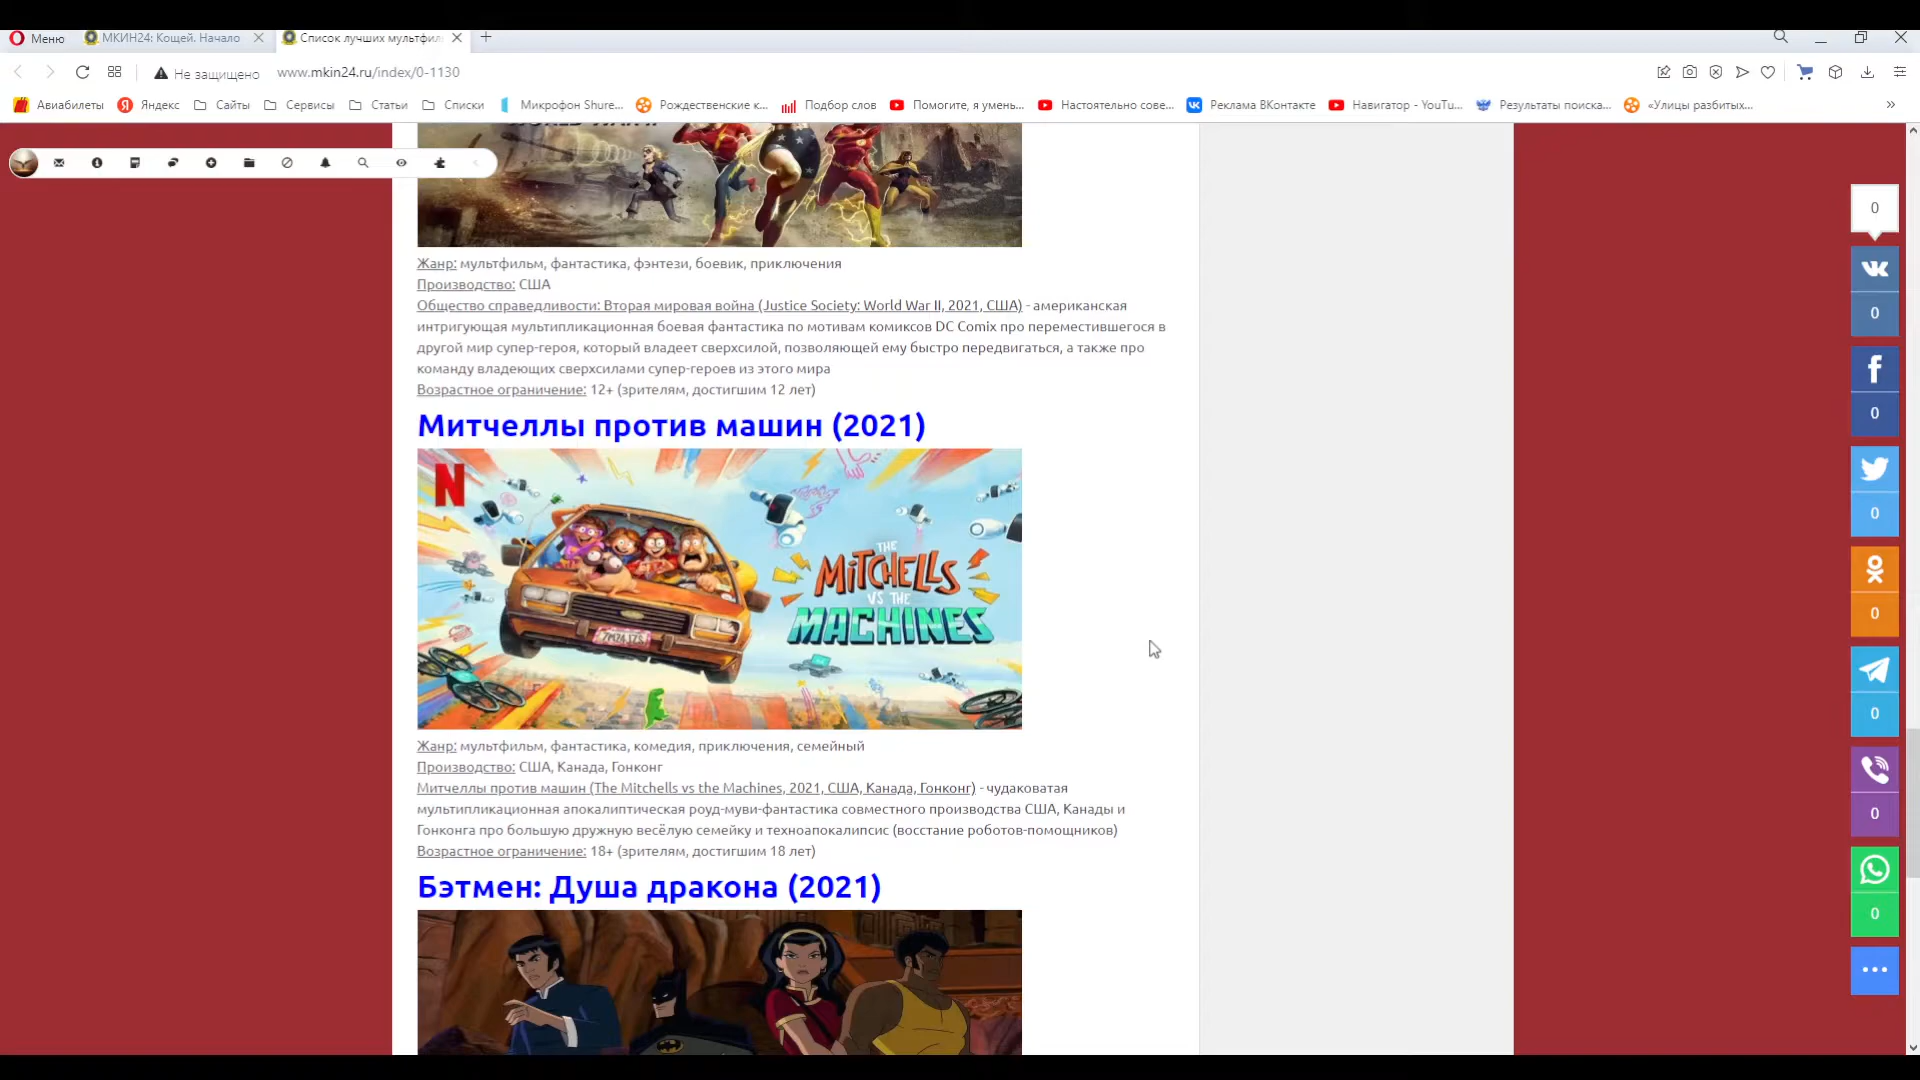 Меню
МКИН24: Кощей. Начало
Список лучших мультфил
Не защищено
www.mkin24.ru/index/0-1130
Авиабилеты
Яндекс
Сайты
Сервисы
Статьи
Списки
Микрофон Shure...
Рождественские к...
Подбор слов
Помогите, я умень...
Настоятельно сове...
Реклама ВКонтакте
Навигатор - YouTu...
Результаты поиска...
«Улицы разбитых...
Жанр: мультфильм, фантастика, фэнтези, боевик, приключения
Производство: США
Общество справедливости: Вторая мировая война (Justice Society: World War II, 2021, США) - американская
интригующая мультипликационная боевая фантастика по мотивам комиксов DC Comix про переместившегося в
другой мир супер-героя, который владеет сверхсилой, позволяющей ему быстро передвигаться, а также про
команду владеющих сверхсилами супер-героев из этого мира
Возрастное ограничение: 12+ (зрителям, достигшим 12 лет)
Митчеллы против машин (2021)
N
THE
MITCHELLS
VS THE
MACHINES
Жанр: мультфильм, фантастика, комедия, приключения, семейный
Производство: США, Канада, Гонконг
Митчеллы против машин (The Mitchells vs the Machines, 2021, США, Канада, Гонконг) - чудаковатая
мультипликационная апокалиптическая роуд-муви-фантастика совместного производства США, Канады и
Гонконга про большую дружную весёлую семейку и техноапокалипсис (восстание роботов-помощников)
Возрастное ограничение: 18+ (зрителям, достигшим 18 лет)
Бэтмен: Душа дракона (2021)
0
0
0
0
0
0
0
0